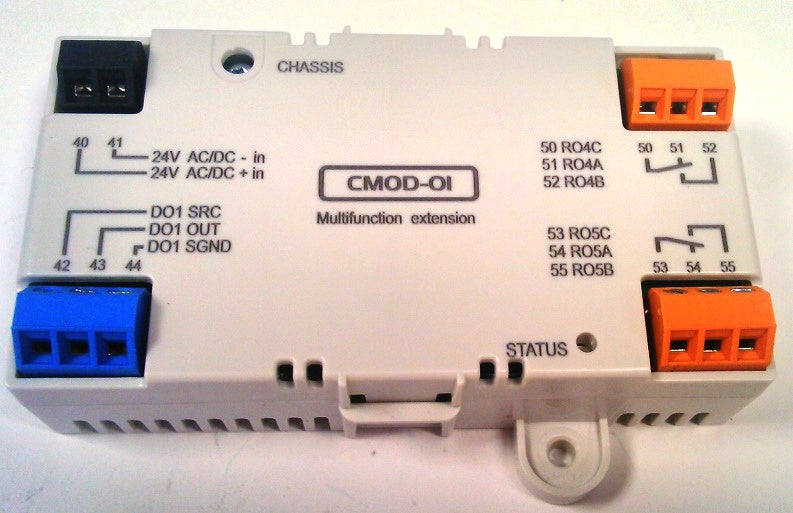 CHASSIS
40 41
24V AC/DC - in
24V AC/DC + in
DO1 SRC
DO1 OUT
DO1 SGND
42 43 44
CMOD-OI
Multifunction extension
50 RO4C
51 RO4A
52 RO4B
50 51 52
53 RO5C
54 RO5A
55 RO5B
53 54 55
STATUS